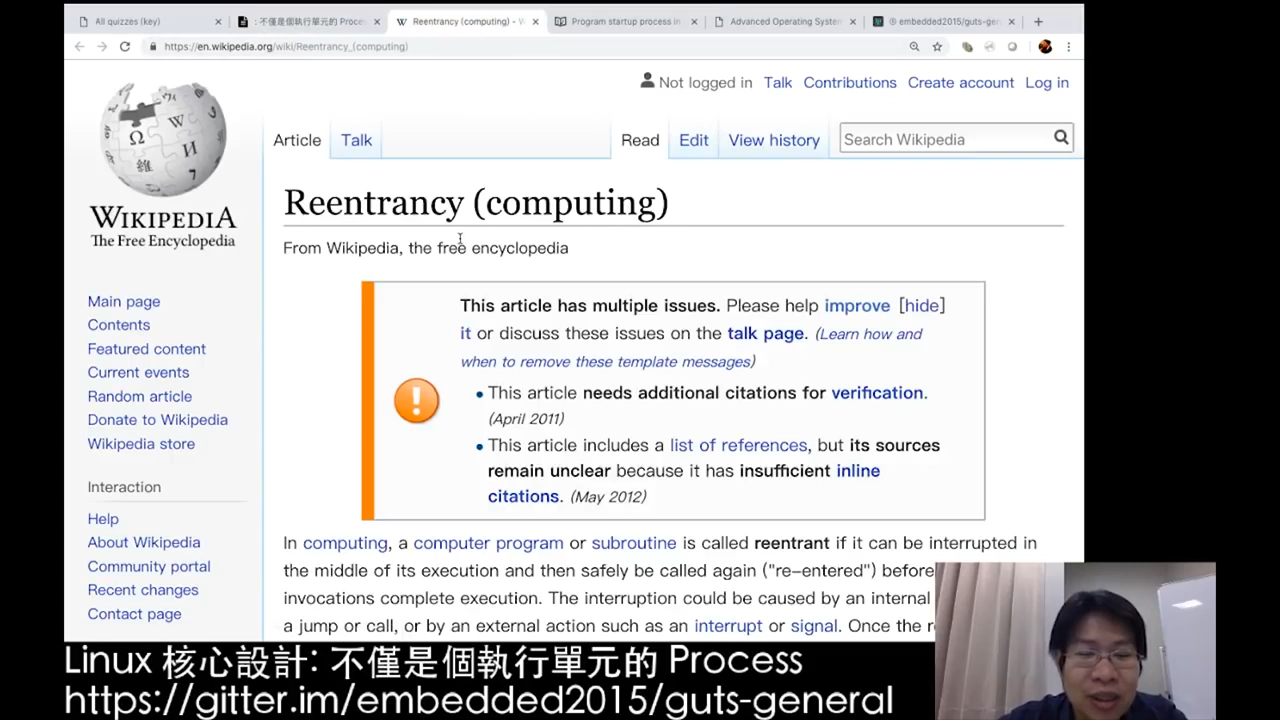 All quizzes (key)
: 不僅是個執行單元的 Proces
Reentrancy (computing) - W
Program startup process in
Advanced Operating System
embedded2015/guts-gen
https://en.wikipedia.org/wiki/Reentrancy_(computing)
Not logged in Talk Contributions Create account Log in
Article Talk Read Edit View history Search Wikipedia
WIKIPEDIA
The Free Encyclopedia
Reentrancy (computing)
From Wikipedia, the free encyclopedia
Main page
Contents
Featured content
Current events
Random article
Donate to Wikipedia
Wikipedia store
Interaction
Help
About Wikipedia
Community portal
Recent changes
Contact page
This article has multiple issues. Please help improve [hide]
it or discuss these issues on the talk page. (Learn how and
when to remove these template messages)
• This article needs additional citations for verification.
(April 2011)
• This article includes a list of references, but its sources
remain unclear because it has insufficient inline
citations. (May 2012)
In computing, a computer program or subroutine is called reentrant if it can be interrupted in
the middle of its execution and then safely be called again ("re-entered") before
invocations complete execution. The interruption could be caused by an internal
a jump or call, or by an external action such as an interrupt or signal. Once the r
Linux 核心設計: 不僅是個執行單元的 Process
https://gitter.im/embedded2015/guts-general